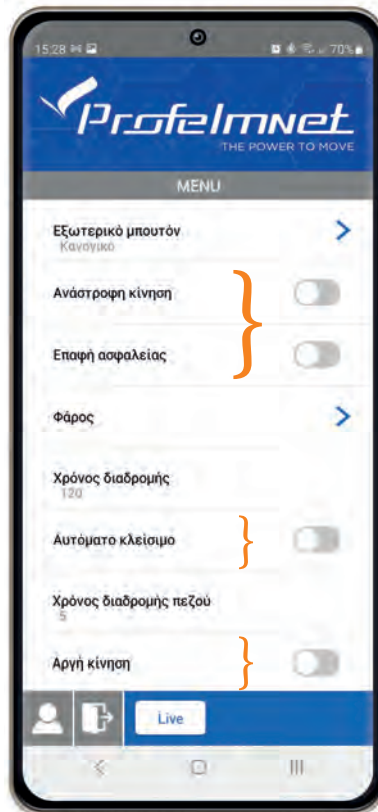 15:28
70%
Profelmnet
THE POWER TO MOVE
MENU
Εξωτερικό μπουτόν
Κανονικό
Ανάστροφη κίνηση
Επαφή ασφαλείας
Φάρος
Χρόνος διαδρομής
120
Αυτόματο κλείσιμο
Χρόνος διαδρομής πεζού
5
Αργή κίνηση
Live